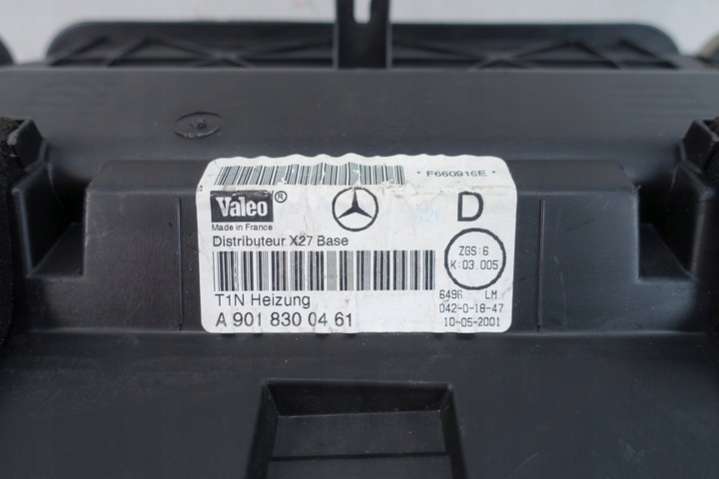 * F660916E *
Valeo ®
Made in France
D
Distributeur X27 Base
ZGS:6
K:03.005
T1N Heizung
6496 LM
A 901 830 04 61
042-0-18-47
10-05-2001